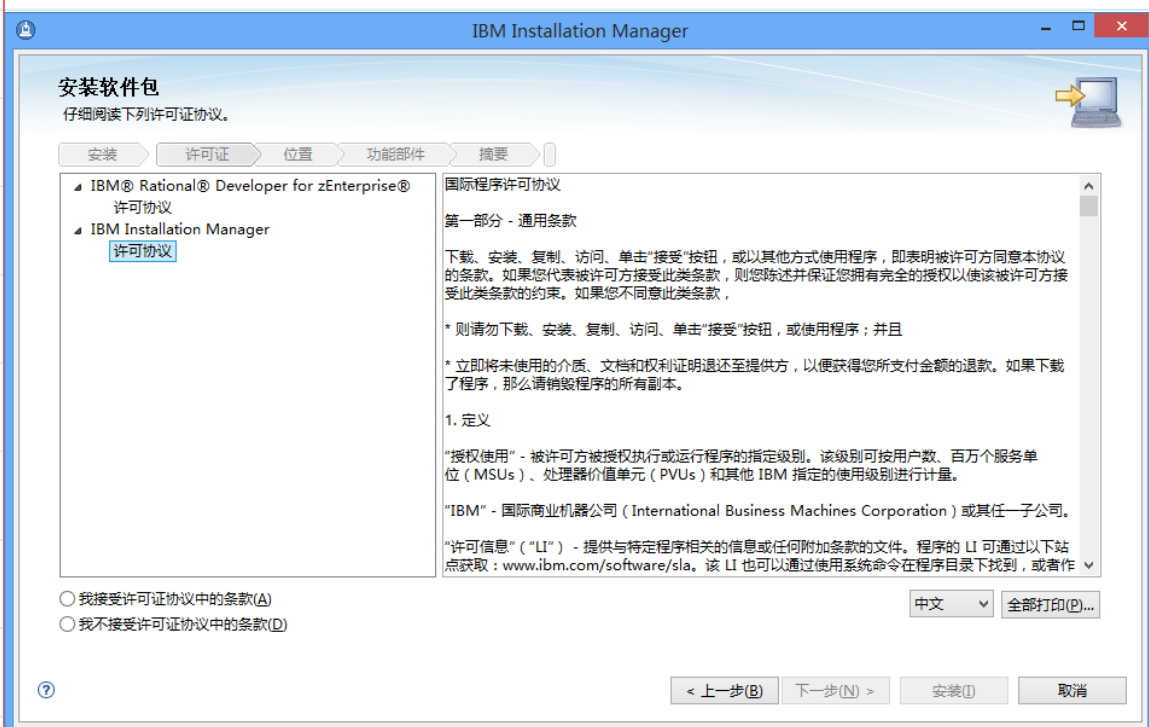 IBM Installation Manager
安装软件包
仔细阅读下列许可证协议。
安装 许可证 位置 功能部件 摘要
IBM® Rational® Developer for zEnterprise®
许可协议
IBM Installation Manager
许可协议
国际程序许可协议
第一部分 - 通用条款
下载、安装、复制、访问、单击“接受”按钮，或以其他方式使用程序，即表明被许可方同意本协议
的条款。如果您代表被许可方接受此类条款，则您陈述并保证您拥有完全的授权以使该被许可方接
受此类条款的约束。如果您不同意此类条款，
* 则请勿下载、安装、复制、访问、单击“接受”按钮，或使用程序；并且
* 立即将未使用的介质、文档和权利证明退还至提供方，以便获得您所支付金额的退款。如果下载
了程序，那么请销毁程序的所有副本。
1. 定义
“授权使用” - 被许可方被授权执行或运行程序的指定级别。该级别可按用户数、百万个服务单
位（MSUs）、处理器价值单元（PVUs）和其他 IBM 指定的使用级别进行计量。
“IBM” - 国际商业机器公司（International Business Machines Corporation）或其任一子公司。
“许可信息”（“LI”） - 提供与特定程序相关的信息或任何附加条款的文件。程序的 LI 可通过以下站
点获取：www.ibm.com/software/sla。该 LI 也可以通过使用系统命令在程序目录下找到，或者作
我接受许可证协议中的条款(A)
我不接受许可证协议中的条款(D)
中文 全部打印(P)...
< 上一步(B) 下一步(N) > 安装(I) 取消